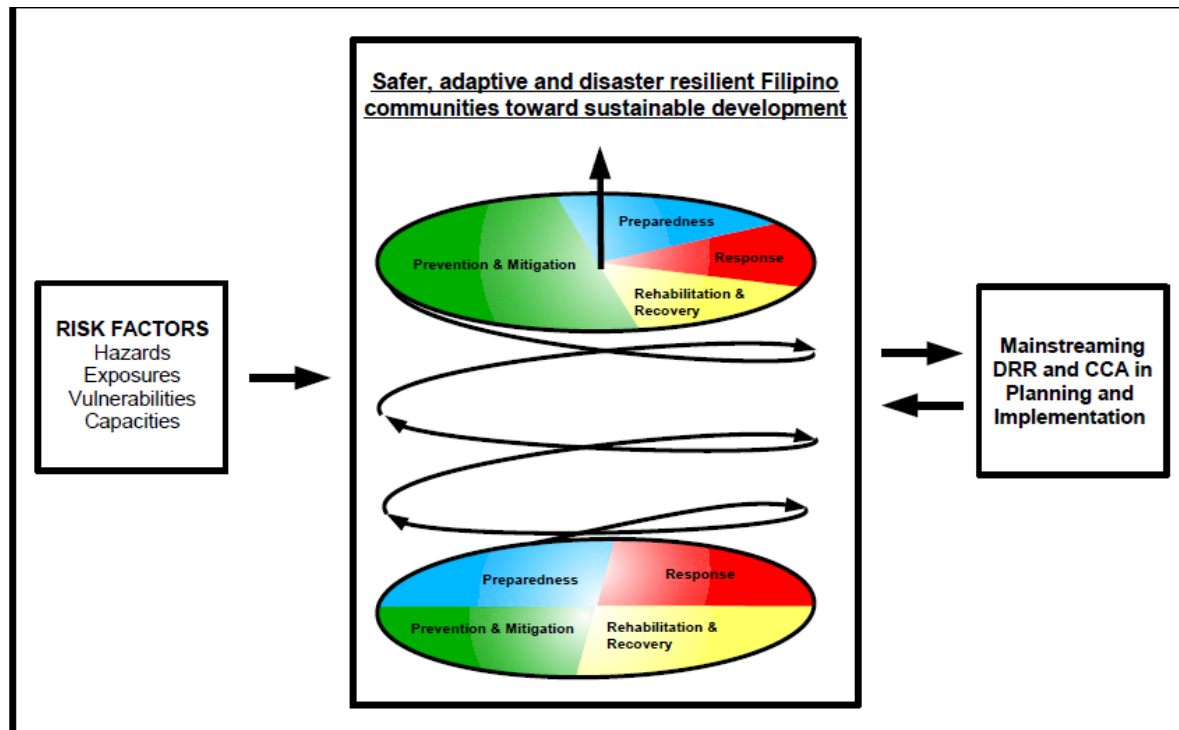 Safer, adaptive and disaster resilient Filipino
communities toward sustainable development
Preparedness
Prevention & Mitigation
Response
Rehabilitation &
Recovery
RISK FACTORS
Hazards
Exposures
Vulnerabilities
Capacities
Mainstreaming
DRR and CCA in
Planning and
Implementation
Preparedness
Response
Prevention & Mitigation
Rehabilitation &
Recovery